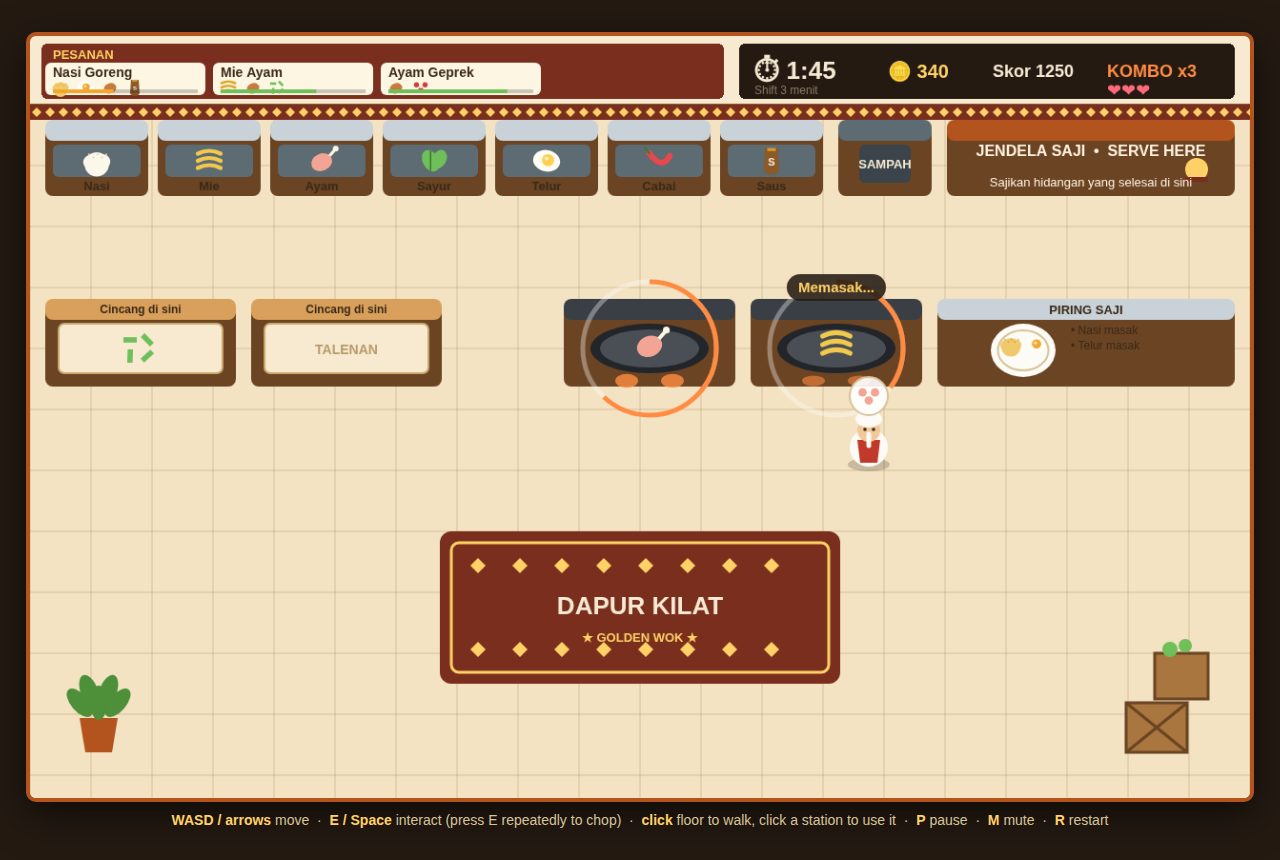 PESANAN
Nasi Goreng
Mie Ayam
Ayam Geprek
1:45
340
Skor 1250
KOMBO x3
Shift 3 menit
Nasi
Mie
Ayam
Sayur
Telur
Cabai
Saus
S
SAMPAH
JENDELA SAJI • SERVE HERE
Sajikan hidangan yang selesai di sini
Memasak...
Cincang di sini
Cincang di sini
TALENAN
PIRING SAJI
• Nasi masak
• Telur masak
DAPUR KILAT
★ GOLDEN WOK ★
WASD / arrows move · E / Space interact (press E repeatedly to chop) · click floor to walk, click a station to use it · P pause · M mute · R restart